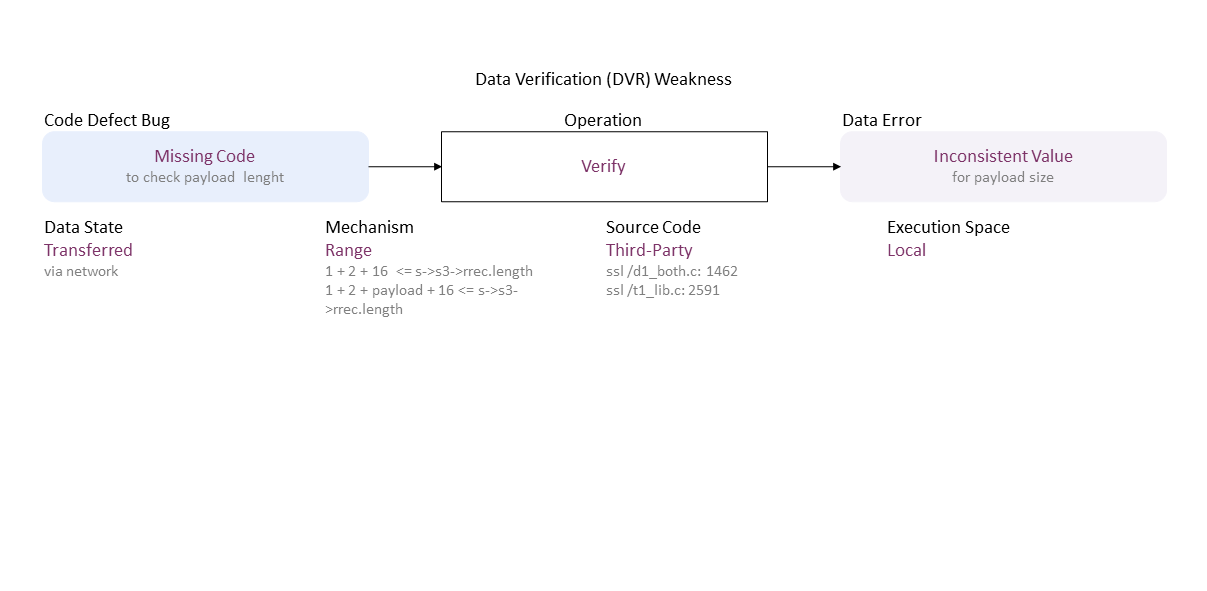 Data Verification (DVR) Weakness
Code Defect Bug
Operation
Data Error
Missing Code
to check payload  lenght
Verify
Inconsistent Value
for payload size
Data State
Transferred
via network
Mechanism
Range
1 + 2 + 16  <= s->s3->rrec.length
1 + 2 + payload + 16 <= s->s3-
>rrec.length
Source Code
Third-Party
ssl /d1_both.c: 1462
ssl /t1_lib.c: 2591
Execution Space
Local